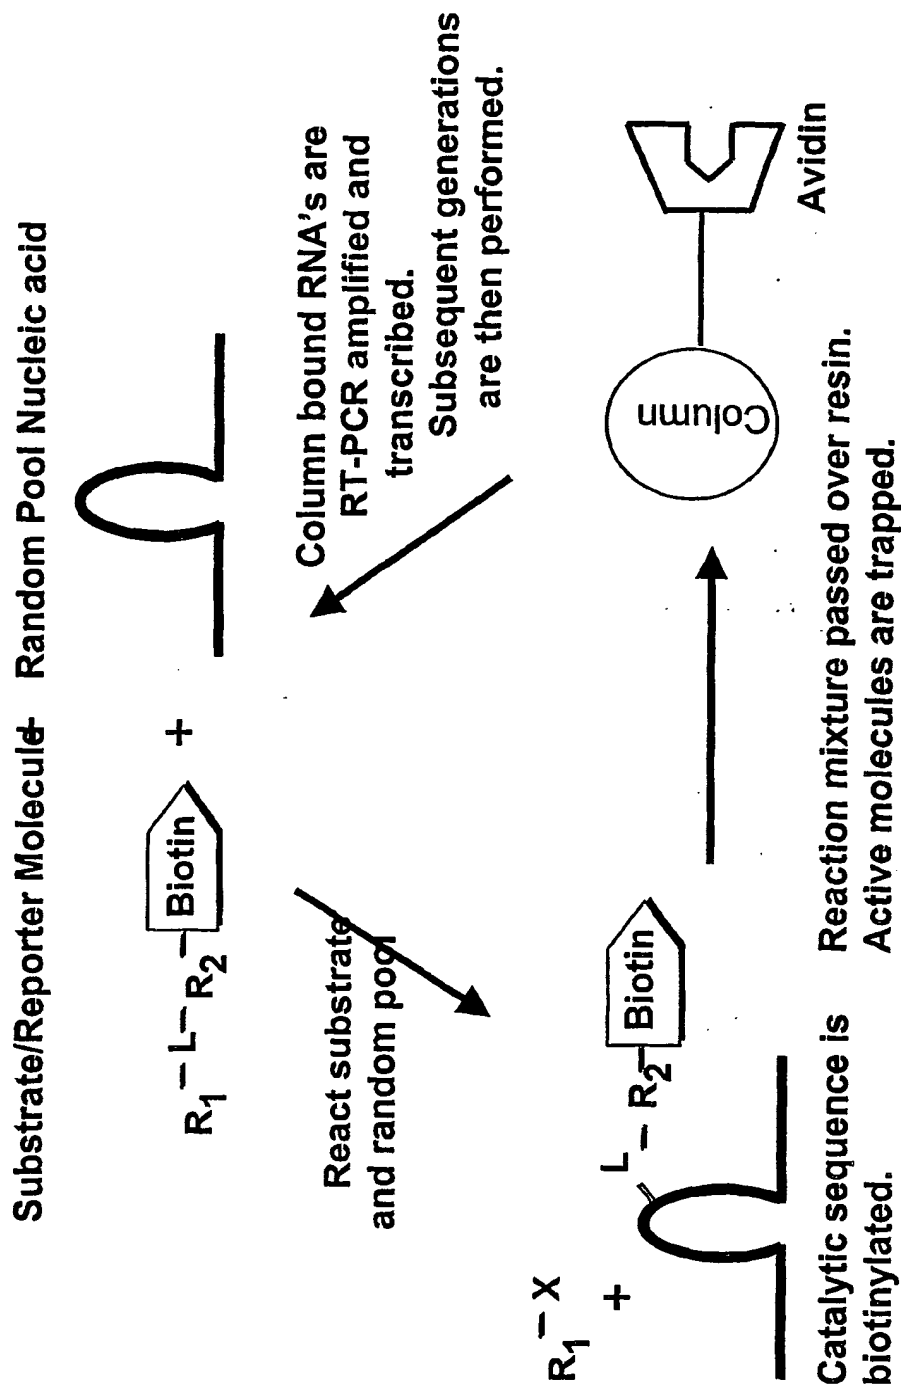 Substrate/Reporter Molecule + Random Pool Nucleic acid
R1 – L – R2 – Biotin +
React substrate
and random pool
Column bound RNA's are
RT-PCR amplified and
transcribed.
Subsequent generations
are then performed.
R1 – X
+
L – R2 – Biotin
Column
Avidin
Catalytic sequence is
biotinylated.
Reaction mixture passed over resin.
Active molecules are trapped.